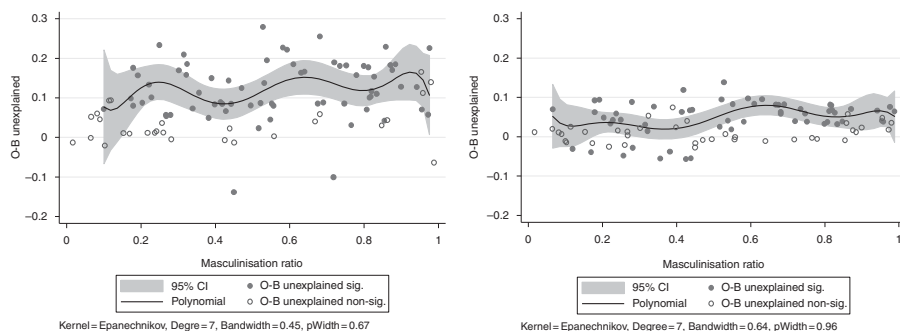 0.3
0.2
0.1
0
−0.1
−0.2
O-B unexplained
0 0.2 0.4 0.6 0.8 1
Masculinisation ratio
95% CI O-B unexplained sig.
Polynomial O-B unexplained non-sig.
Kernel=Epanechnikov, Degre=7, Bandwidth=0.45, pWidth=0.67
0.3
0.2
0.1
0
−0.1
−0.2
O-B unexplained
0 0.2 0.4 0.6 0.8 1
Masculinisation ratio
95% CI O-B unexplained sig.
Polynomial O-B unexplained non-sig.
Kernel=Epanechnikov, Degree=7, Bandwidth=0.64, pWidth=0.96